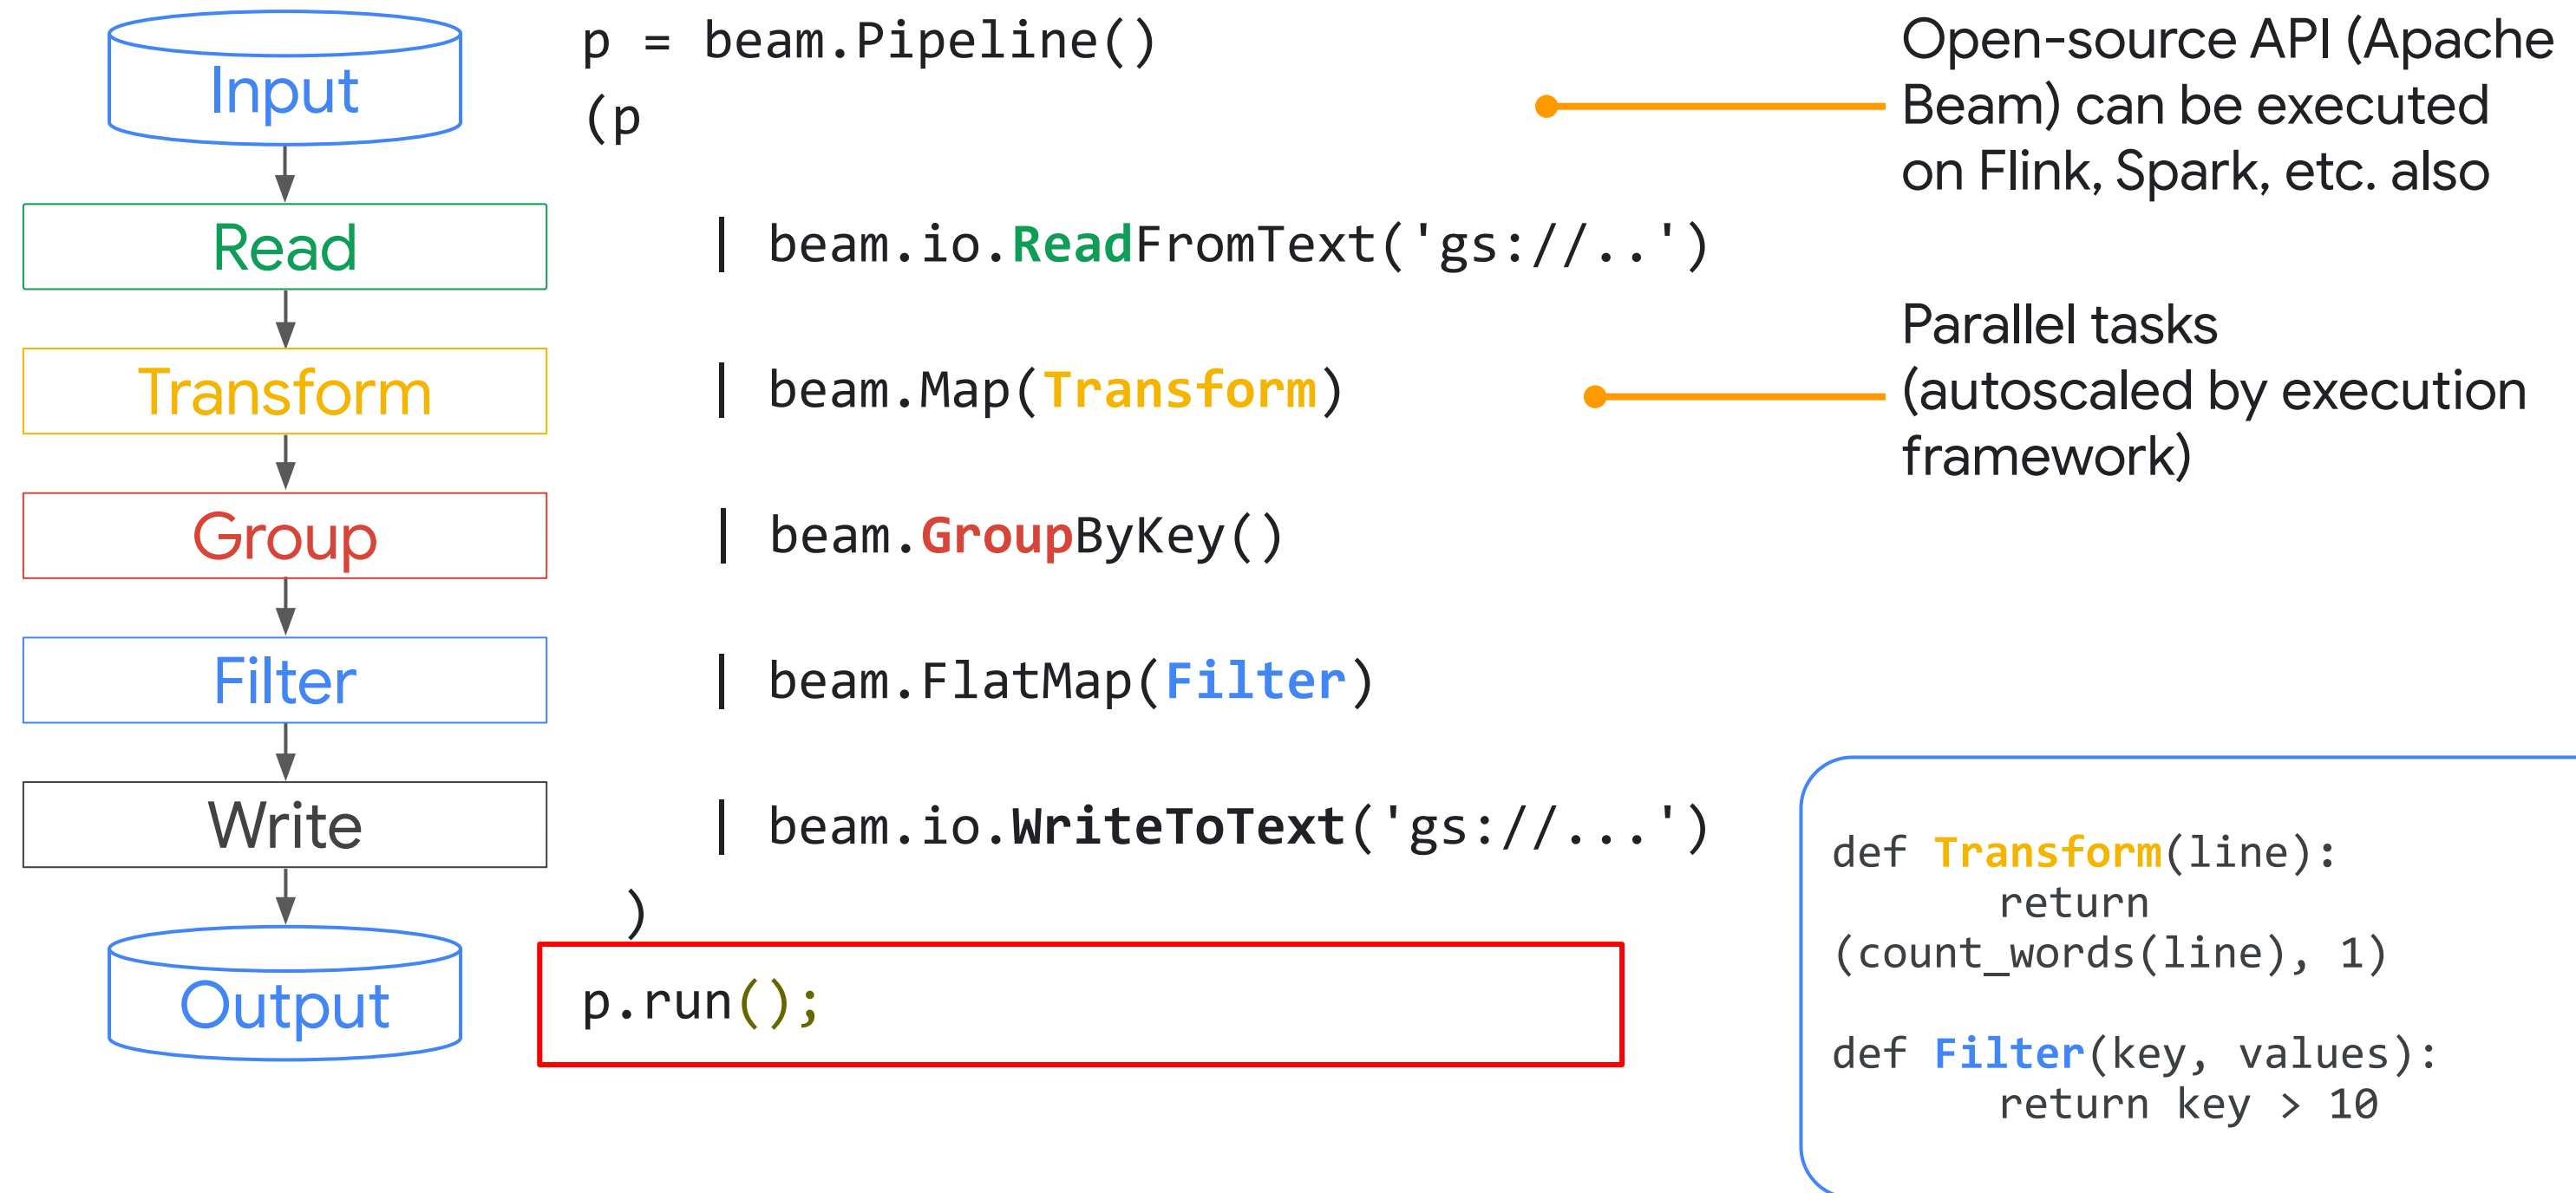 Input
Read
Transform
Group
Filter
Write
Output
p = beam.Pipeline()
(p
| beam.io.ReadFromText('gs://..')
| beam.Map(Transform)
| beam.GroupByKey()
| beam.FlatMap(Filter)
| beam.io.WriteToText('gs://...')
)
p.run();
Open-source API (Apache
Beam) can be executed
on Flink, Spark, etc. also
Parallel tasks
(autoscaled by execution
framework)
def Transform(line):
return
(count_words(line), 1)
def Filter(key, values):
return key > 10